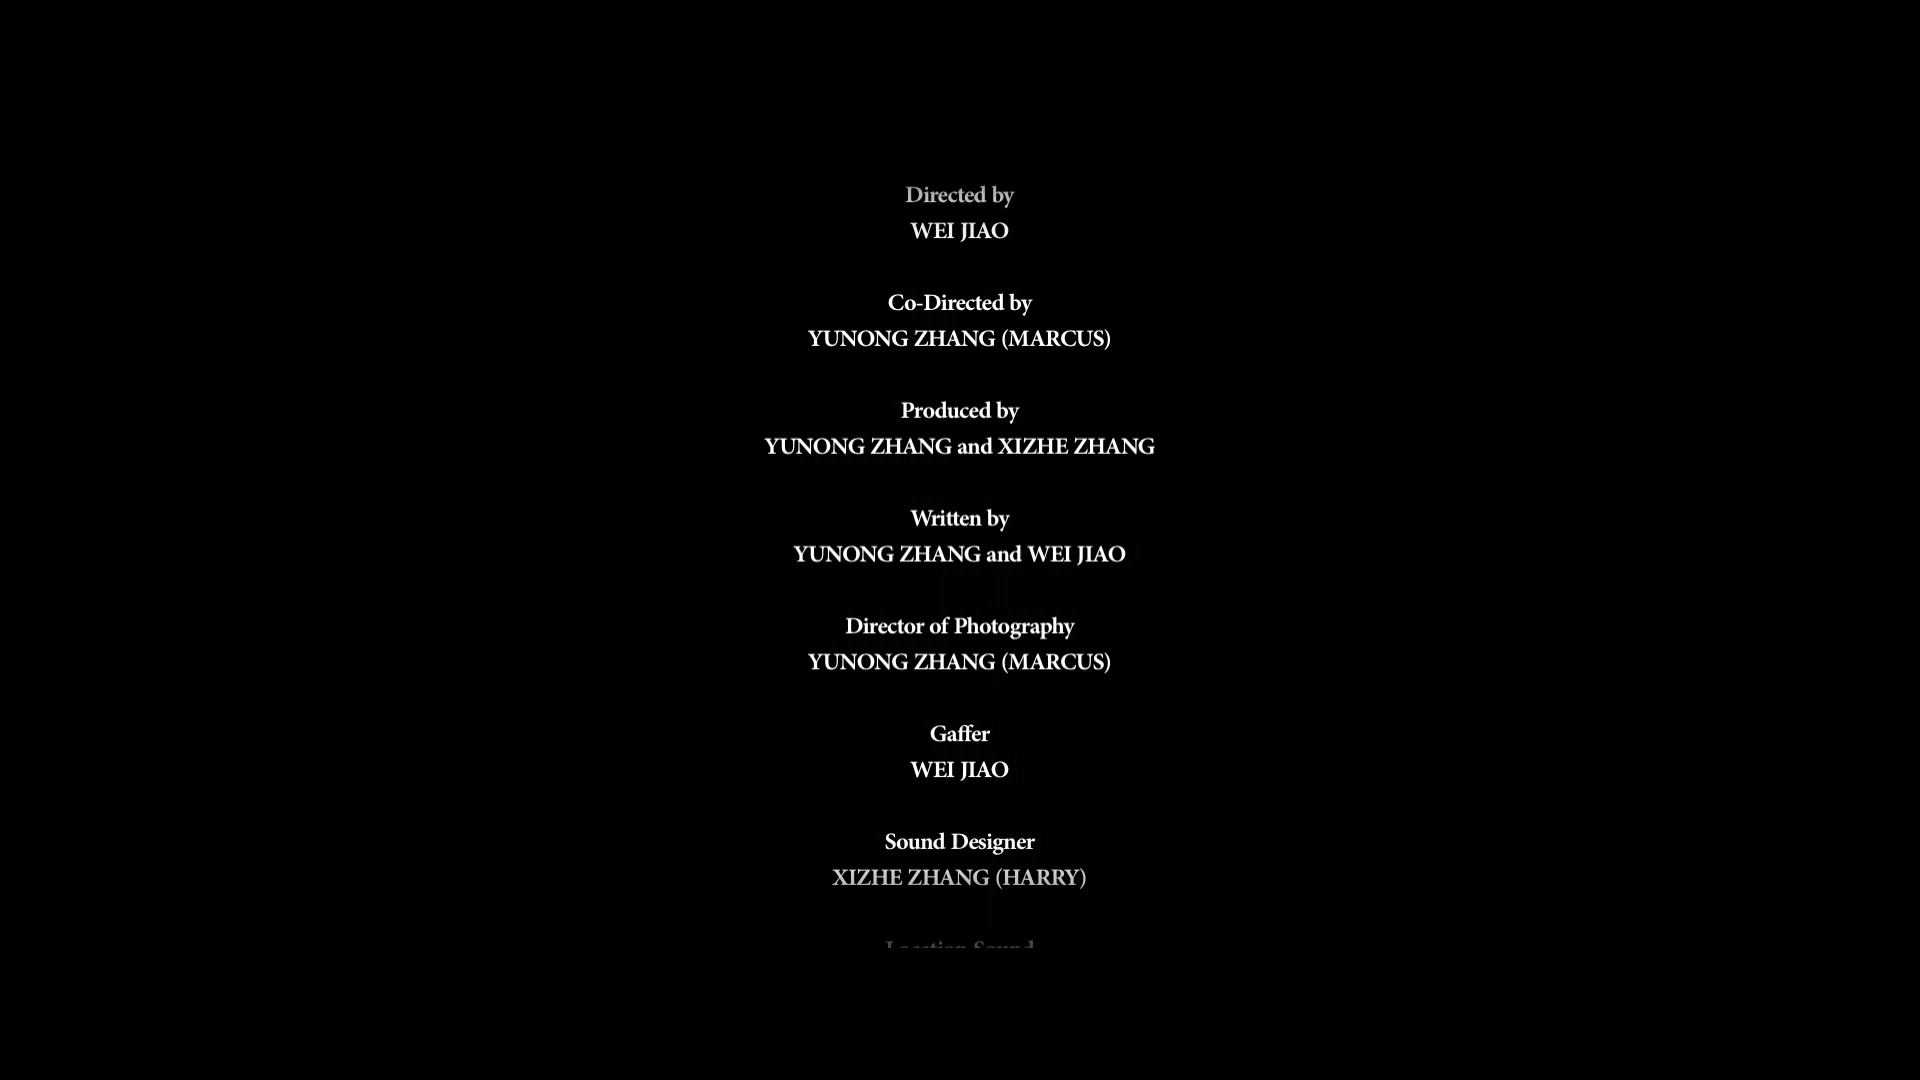 Directed by
WEI JIAO
Co-Directed by
YUNONG ZHANG (MARCUS)
Produced by
YUNONG ZHANG and XIZHE ZHANG
Written by
YUNONG ZHANG and WEI JIAO
Director of Photography
YUNONG ZHANG (MARCUS)
Gaffer
WEI JIAO
Sound Designer
XIZHE ZHANG (HARRY)
Location Sound